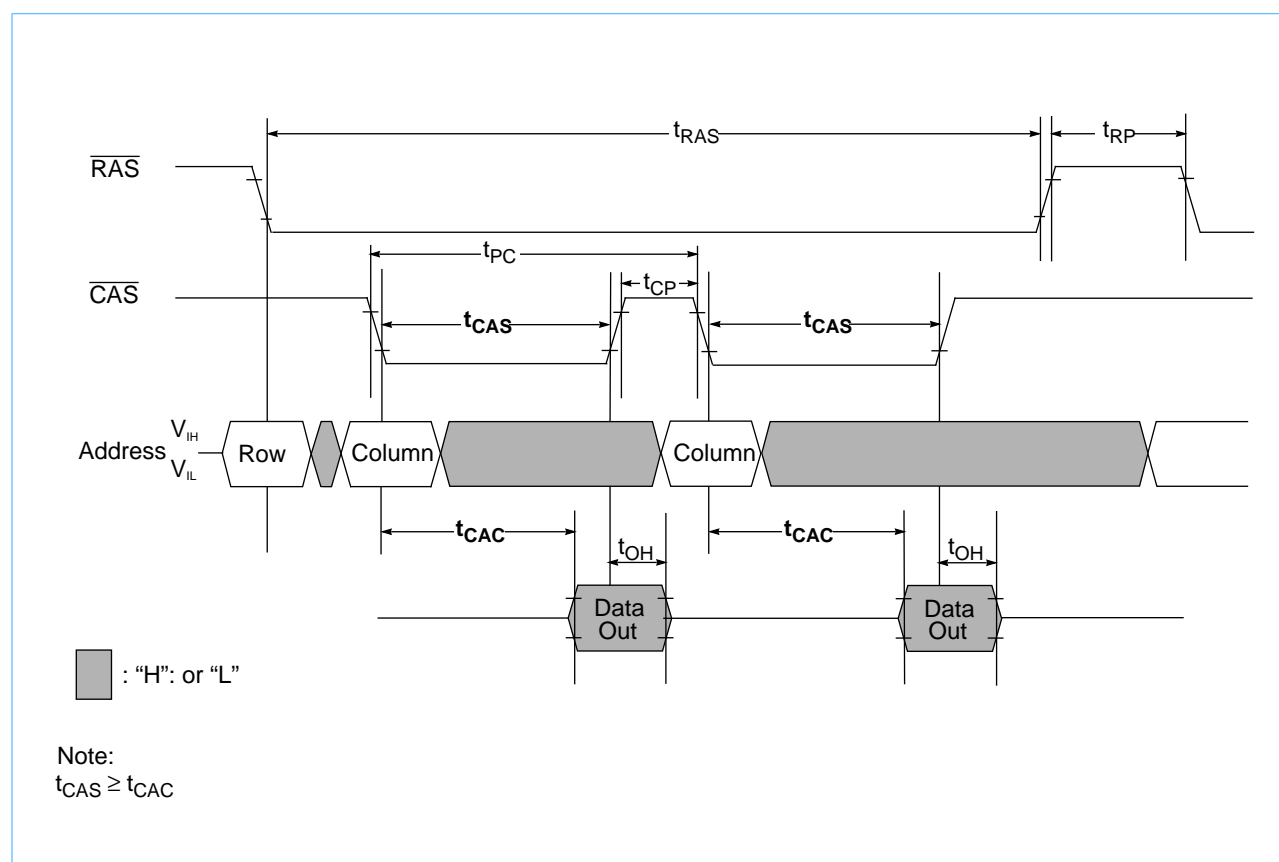 tRAS
tRP
RAS
tPC
tCP
CAS
tCAS
tCAS
Address VIH
VIL
Row
Column
Column
tCAC
tOH
tCAC
tOH
Data
Out
Data
Out
: “H”: or “L”
Note:
tCAS ≥ tCAC